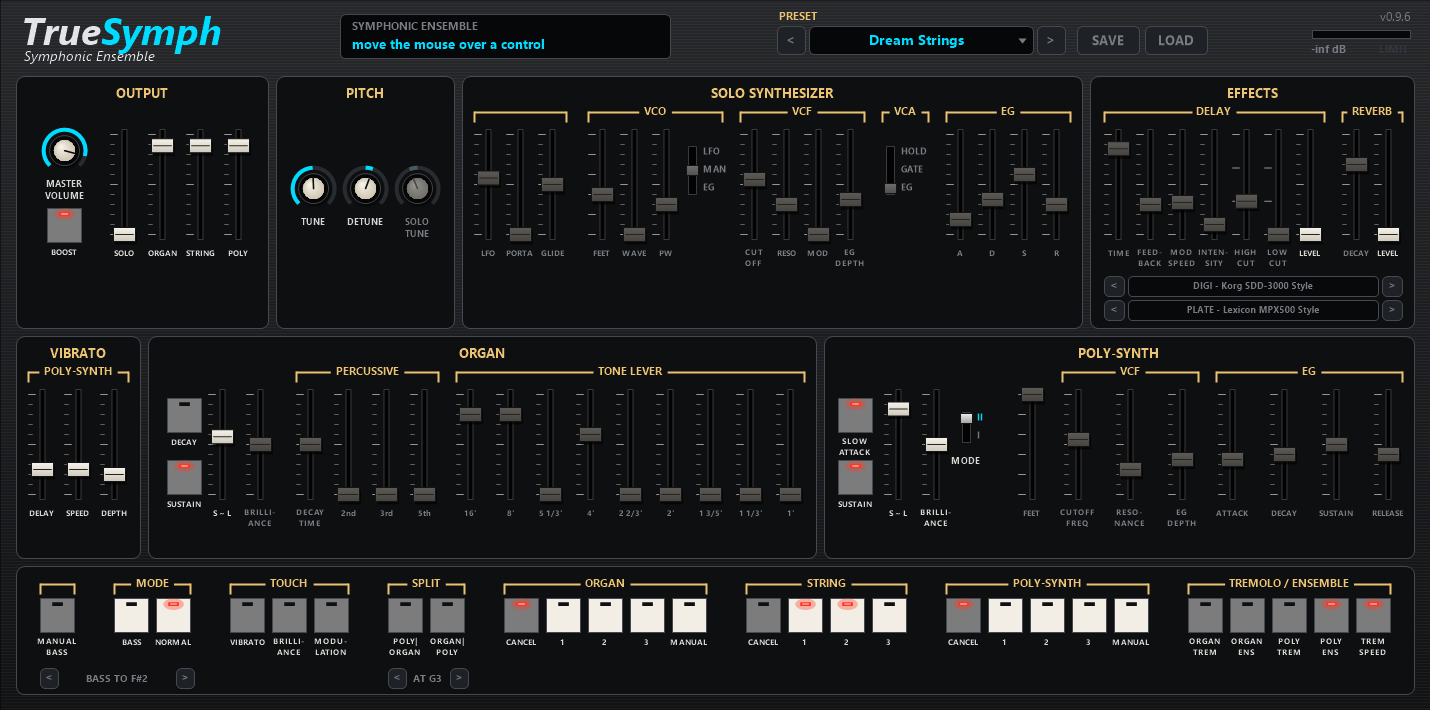 TrueSymph
Symphonic Ensemble
SYMPHONIC ENSEMBLE
move the mouse over a control
PRESET
< Dream Strings > SAVE LOAD
v0.9.6
-inf dB LIMIT
OUTPUT
MASTER
VOLUME
BOOST
SOLO ORGAN STRING POLY
PITCH
TUNE DETUNE SOLO
TUNE
SOLO SYNTHESIZER
VCO VCF VCA EG
LFO
MAN
EG
HOLD
GATE
EG
LFO PORTA GLIDE FEET WAVE PW CUT
OFF RESO MOD EG
DEPTH A D S R
EFFECTS
DELAY REVERB
TIME FEED-
BACK MOD
SPEED INTEN-
SITY HIGH
CUT LOW
CUT LEVEL DECAY LEVEL
< DIGI - Korg SDD-3000 Style >
< PLATE - Lexicon MPX500 Style >
VIBRATO
POLY-SYNTH
DELAY SPEED DEPTH
ORGAN
PERCUSSIVE TONE LEVER
DECAY
SUSTAIN
S ~ L BRILLI-
ANCE DECAY
TIME 2nd 3rd 5th 16' 8' 5 1/3' 4' 2 2/3' 2' 1 3/5' 1 1/3' 1'
POLY-SYNTH
VCF EG
SLOW
ATTACK
SUSTAIN
S ~ L BRILLI-
ANCE
II
I
MODE
FEET CUTOFF
FREQ RESO-
NANCE EG
DEPTH ATTACK DECAY SUSTAIN RELEASE
MANUAL
BASS
MODE
BASS NORMAL
< BASS TO F#2 >
TOUCH
VIBRATO BRILLI-
ANCE MODU-
LATION
SPLIT
POLY|
ORGAN ORGAN|
POLY
< AT G3 >
ORGAN
CANCEL 1 2 3 MANUAL
STRING
CANCEL 1 2 3
POLY-SYNTH
CANCEL 1 2 3 MANUAL
TREMOLO / ENSEMBLE
ORGAN
TREM ORGAN
ENS POLY
TREM POLY
ENS TREM
SPEED